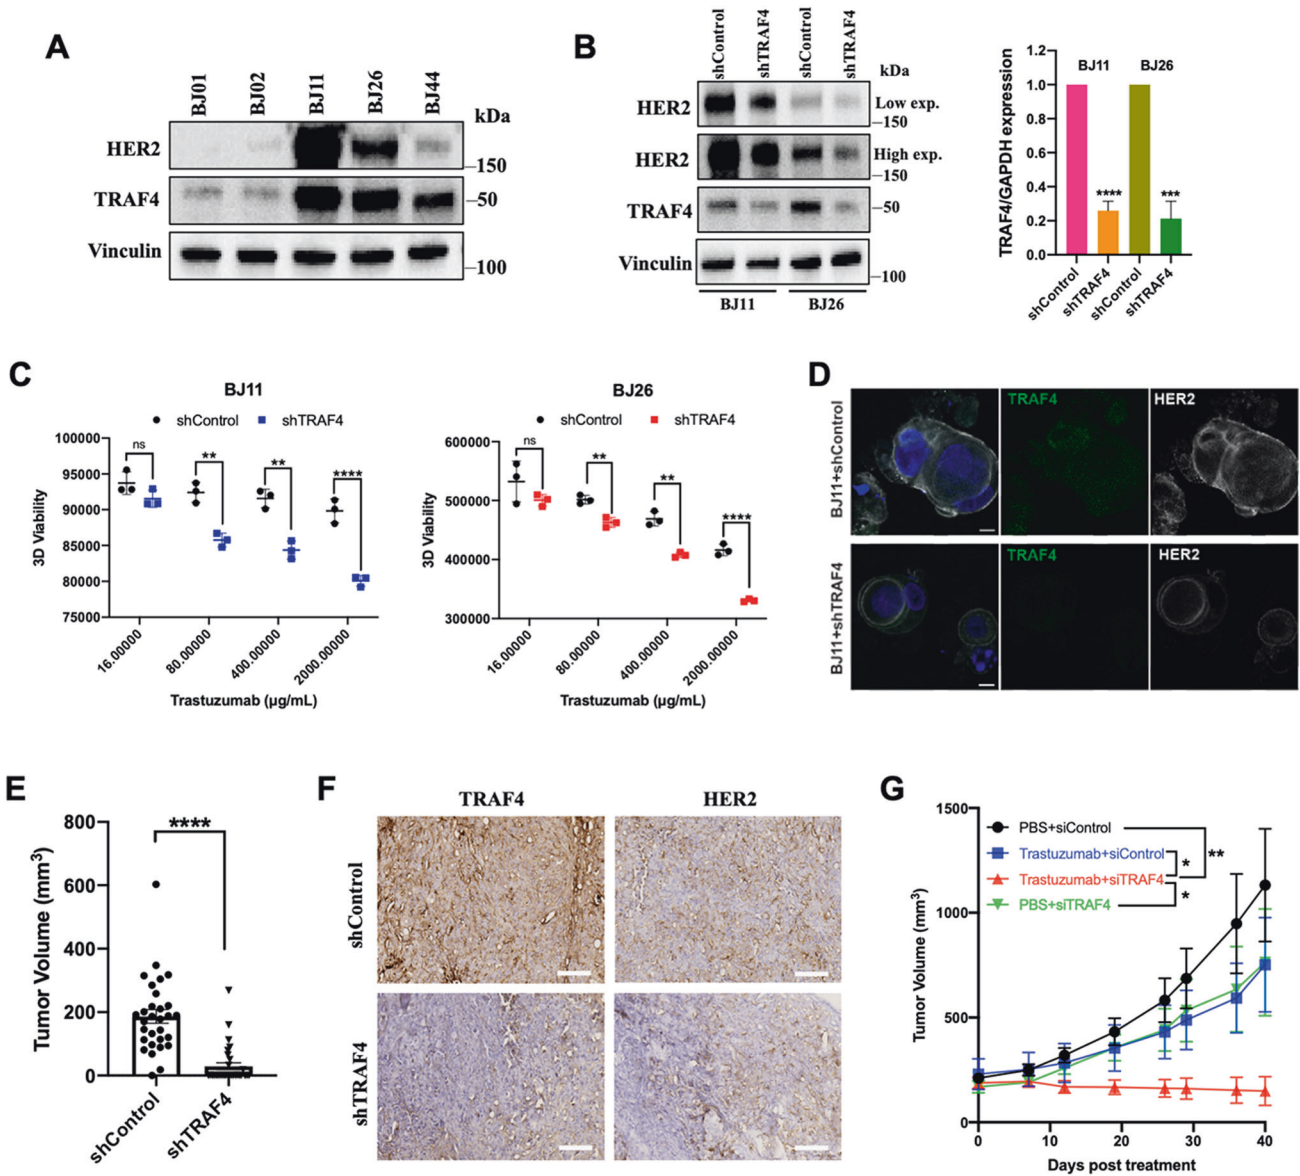 A
BJ01
BJ02
BJ11
BJ26
BJ44
kDa
HER2
–150
TRAF4
–50
Vinculin
–100
B
shControl
shTRAF4
shControl
shTRAF4
kDa
HER2
Low exp.
–150
HER2
High exp.
–150
TRAF4
–50
Vinculin
–100
BJ11
BJ26
TRAF4/GAPDH expression
1.2
1.0
0.8
0.6
0.4
0.2
0.0
BJ11 BJ26
****
***
shControl
shTRAF4
shControl
shTRAF4
C
BJ11
shControl shTRAF4
3D Viability
100000
95000
90000
85000
80000
75000
ns
**
**
****
16.00000
80.00000
400.00000
2000.00000
Trastuzumab (µg/mL)
BJ26
shControl shTRAF4
3D Viability
600000
500000
400000
300000
ns
**
**
****
16.00000
80.00000
400.00000
2000.00000
Trastuzumab (µg/mL)
D
BJ11+shControl
TRAF4
HER2
BJ11+shTRAF4
TRAF4
HER2
E
Tumor Volume (mm³)
800
600
400
200
0
****
shControl
shTRAF4
F
TRAF4
HER2
shControl
shTRAF4
G
Tumor Volume (mm³)
1500
1000
500
0
PBS+siControl
Trastuzumab+siControl
Trastuzumab+siTRAF4
PBS+siTRAF4
*
**
*
0 10 20 30 40
Days post treatment